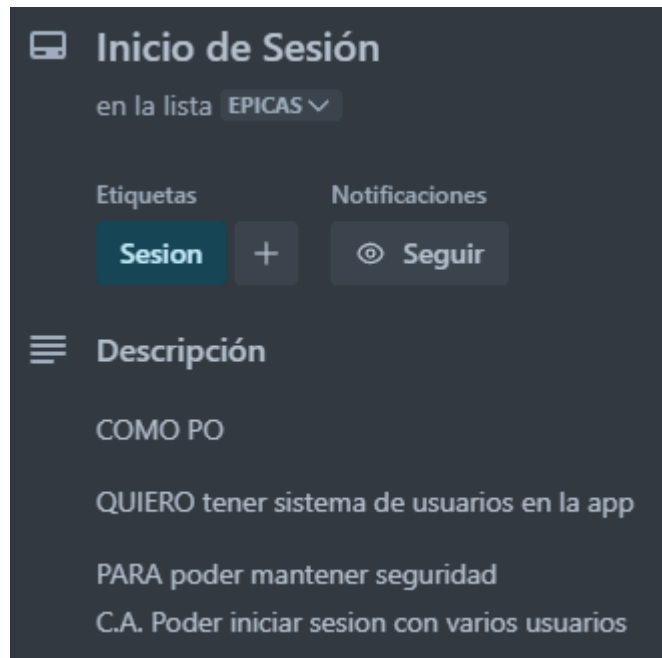 Inicio de Sesión
en la lista EPICAS
Etiquetas
Notificaciones
Sesion
Seguir
Descripción
COMO PO
QUIERO tener sistema de usuarios en la app
PARA poder mantener seguridad
C.A. Poder iniciar sesion con varios usuarios